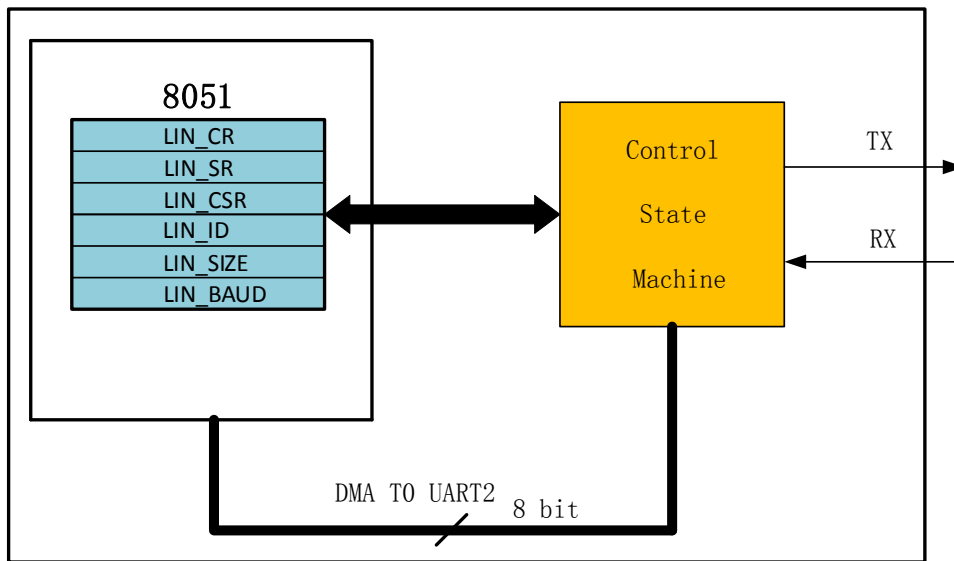 8051
LIN_CR
LIN_SR
LIN_CSR
LIN_ID
LIN_SIZE
LIN_BAUD
Control
State
Machine
TX
RX
DMA TO UART2
8 bit